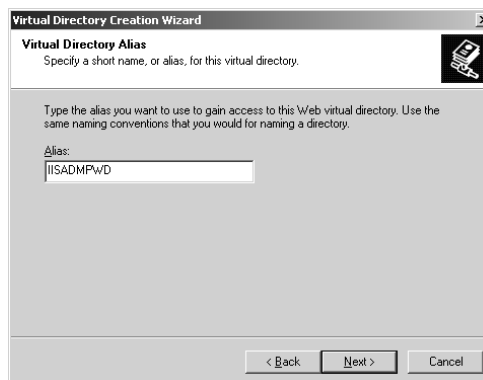 Virtual Directory Creation Wizard
Virtual Directory Alias
Specify a short name, or alias, for this virtual directory.
Type the alias you want to use to gain access to this Web virtual directory. Use the
same naming conventions that you would for naming a directory.
Alias:
IISADMPWD
< Back Next > Cancel